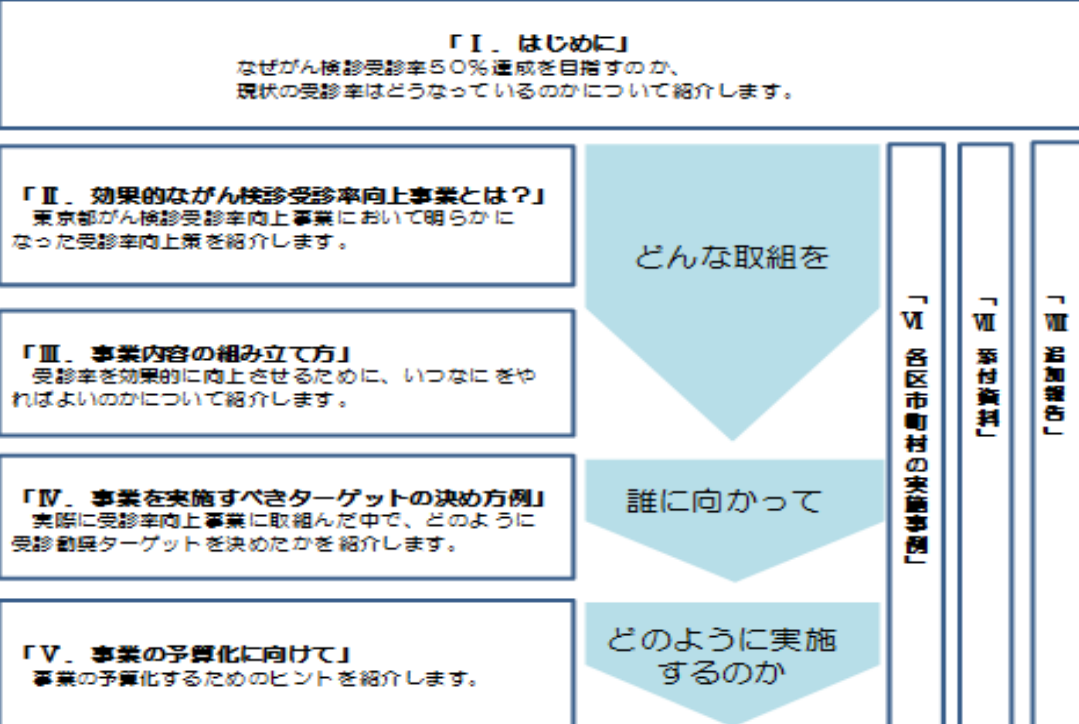 「Ⅰ．はじめに」
なぜがん検診受診率５０％達成を目指すのか、
現状の受診率はどうなっているのかについて紹介します。
「Ⅱ．効果的ながん検診受診率向上事業とは？」
東京都がん検診受診率向上事業において明らかに
なった受診率向上策を紹介します。
どんな取組を
「Ⅲ．事業内容の組み立て方」
受診率を効果的に向上させるために、いつなにをや
ればよいのかについて紹介します。
「Ⅳ．事業を実施すべきターゲットの決め方例」
実際に受診率向上事業に取組んだ中で、どのように
受診勧奨ターゲットを決めたかを紹介します。
誰に向かって
「Ⅴ．事業の予算化に向けて」
事業の予算化するためのヒントを紹介します。
どのように実施
するのか
「Ⅵ 各区市町村の実施事例」
「Ⅶ 添付資料」
「Ⅷ 追加報告」